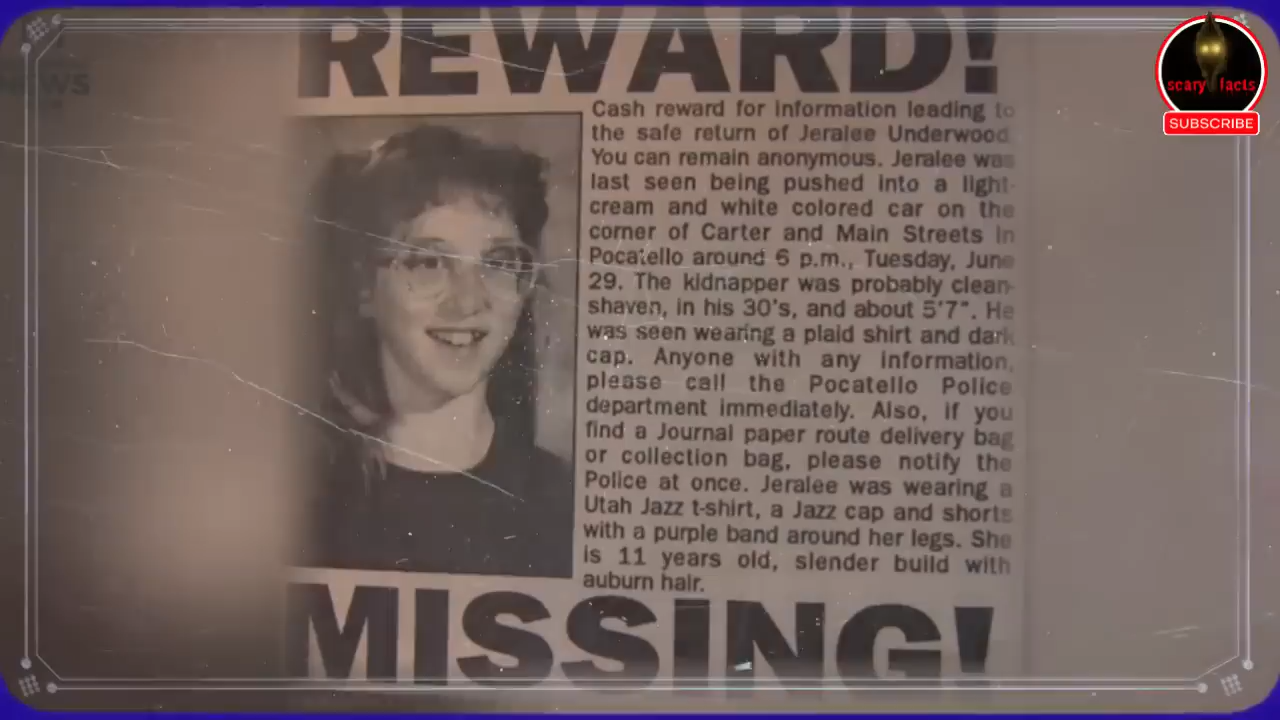 REWARD!
NEWS
scary facts
SUBSCRIBE
Cash reward for information leading to
the safe return of Jeralee Underwood.
You can remain anonymous. Jeralee was
last seen being pushed into a light-
cream and white colored car on the
corner of Carter and Main Streets in
Pocatello around 6 p.m., Tuesday, June
29. The kidnapper was probably clean-
shaven, in his 30's, and about 5'7". He
was seen wearing a plaid shirt and dark
cap. Anyone with any information,
please call the Pocatello Police
department immediately. Also, if you
find a Journal paper route delivery bag
or collection bag, please notify the
Police at once. Jeralee was wearing a
Utah Jazz t-shirt, a Jazz cap and shorts
with a purple band around her legs. She
is 11 years old, slender build with
auburn hair.
MISSING!